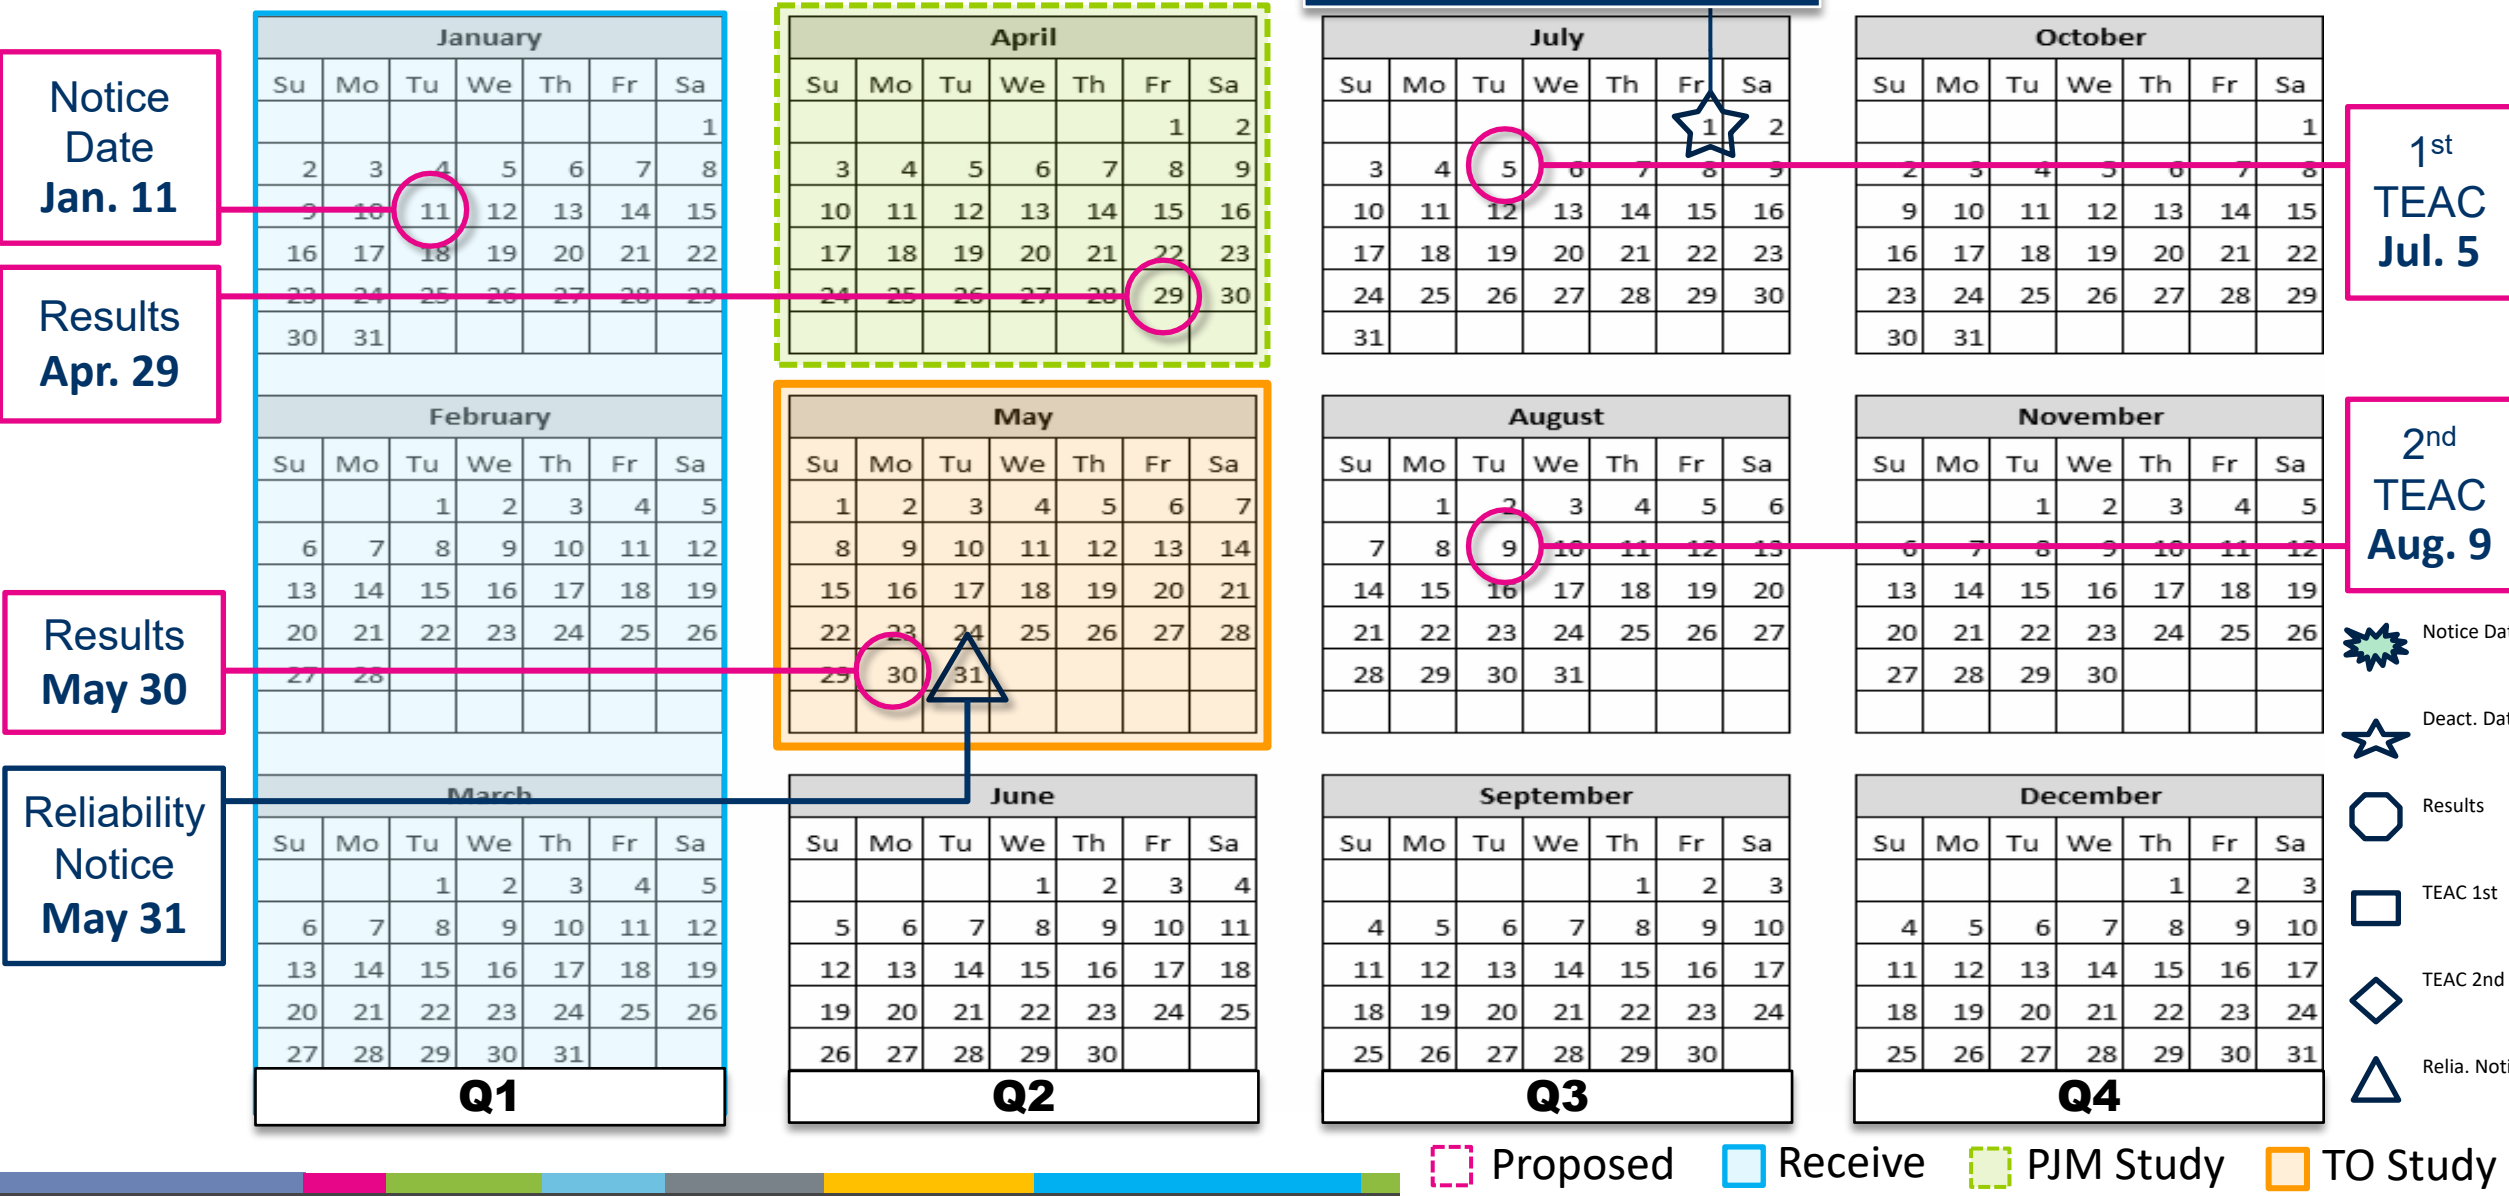 Notice
Date
Jan. 11
Results
Apr. 29
Results
May 30
Reliability
Notice
May 31
January
Su Mo Tu We Th Fr Sa
1
2 3 4 5 6 7 8
9 10 11 12 13 14 15
16 17 18 19 20 21 22
23 24 25 26 27 28 29
30 31
February
Su Mo Tu We Th Fr Sa
1 2 3 4 5
6 7 8 9 10 11 12
13 14 15 16 17 18 19
20 21 22 23 24 25 26
27 28
March
Su Mo Tu We Th Fr Sa
1 2 3 4 5
6 7 8 9 10 11 12
13 14 15 16 17 18 19
20 21 22 23 24 25 26
27 28 29 30 31
Q1
April
Su Mo Tu We Th Fr Sa
1 2
3 4 5 6 7 8 9
10 11 12 13 14 15 16
17 18 19 20 21 22 23
24 25 26 27 28 29 30
May
Su Mo Tu We Th Fr Sa
1 2 3 4 5 6 7
8 9 10 11 12 13 14
15 16 17 18 19 20 21
22 23 24 25 26 27 28
29 30 31
June
Su Mo Tu We Th Fr Sa
1 2 3 4
5 6 7 8 9 10 11
12 13 14 15 16 17 18
19 20 21 22 23 24 25
26 27 28 29 30
Q2
July
Su Mo Tu We Th Fr Sa
1 2
3 4 5 6 7 8 9
10 11 12 13 14 15 16
17 18 19 20 21 22 23
24 25 26 27 28 29 30
31
August
Su Mo Tu We Th Fr Sa
1 2 3 4 5 6
7 8 9 10 11 12 13
14 15 16 17 18 19 20
21 22 23 24 25 26 27
28 29 30 31
September
Su Mo Tu We Th Fr Sa
1 2 3
4 5 6 7 8 9 10
11 12 13 14 15 16 17
18 19 20 21 22 23 24
25 26 27 28 29 30
Q3
October
Su Mo Tu We Th Fr Sa
1
2 3 4 5 6 7 8
9 10 11 12 13 14 15
16 17 18 19 20 21 22
23 24 25 26 27 28 29
30 31
November
Su Mo Tu We Th Fr Sa
1 2 3 4 5
6 7 8 9 10 11 12
13 14 15 16 17 18 19
20 21 22 23 24 25 26
27 28 29 30
December
Su Mo Tu We Th Fr Sa
1 2 3
4 5 6 7 8 9 10
11 12 13 14 15 16 17
18 19 20 21 22 23 24
25 26 27 28 29 30 31
Q4
1st
TEAC
Jul. 5
2nd
TEAC
Aug. 9
Notice Dat
Deact. Dat
Results
TEAC 1st
TEAC 2nd
Relia. Noti
Proposed Receive PJM Study TO Study